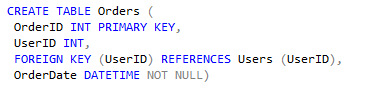 CREATE TABLE Orders (
OrderID INT PRIMARY KEY,
UserID INT,
FOREIGN KEY (UserID) REFERENCES Users (UserID),
OrderDate DATETIME NOT NULL)